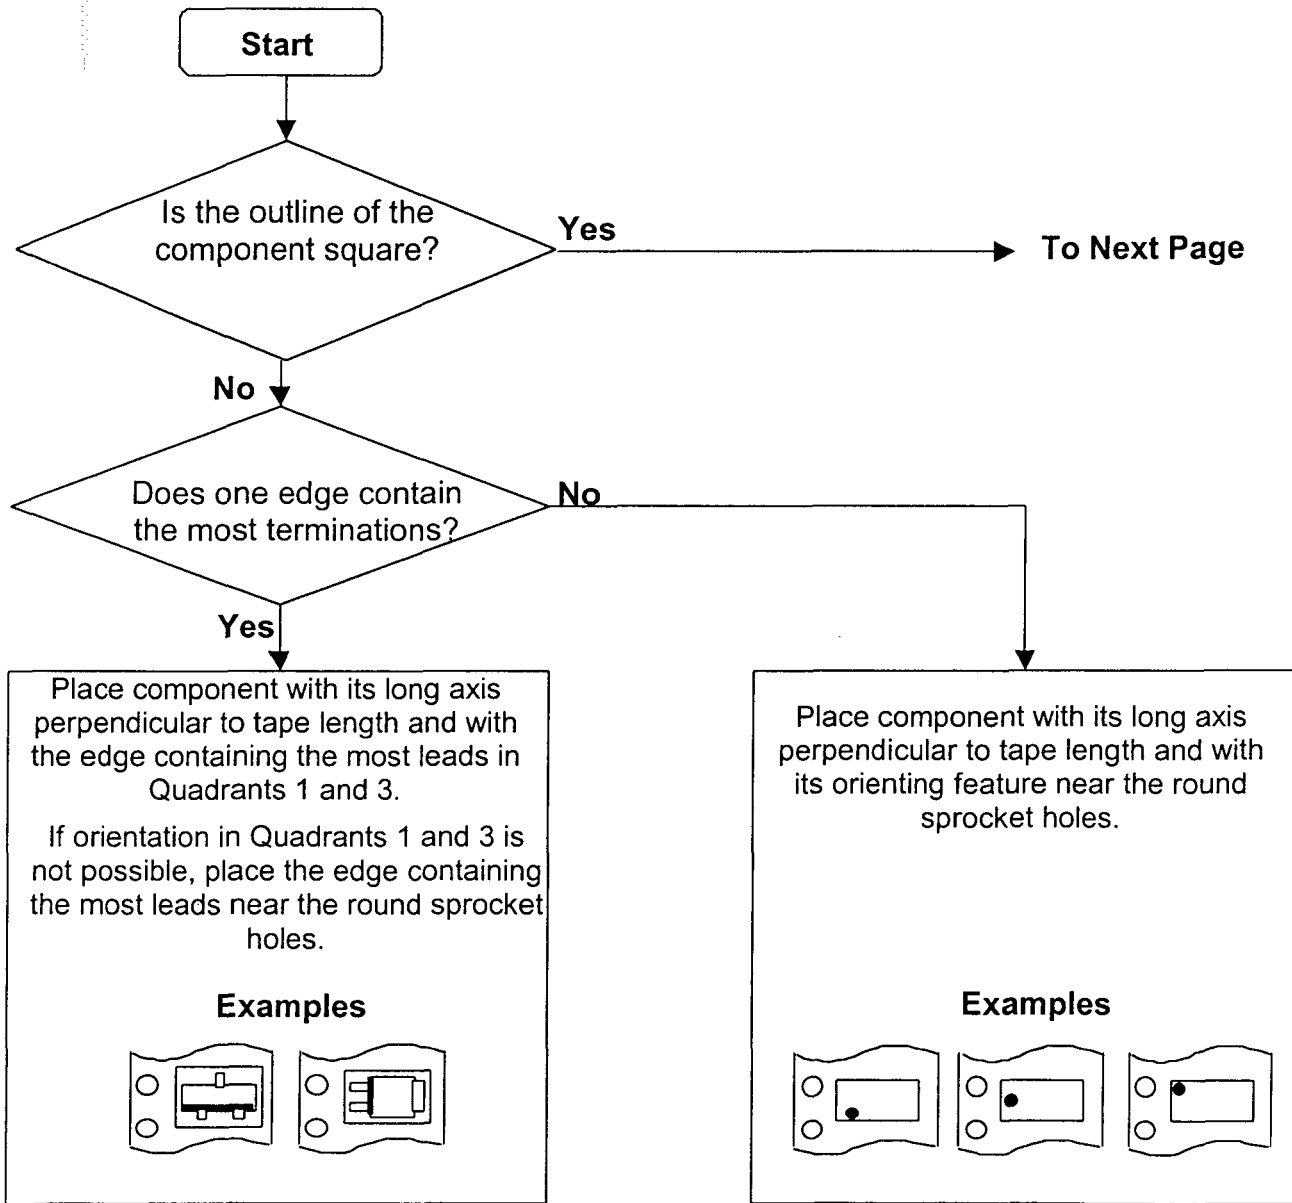 Start
Is the outline of the
component square?
Yes
To Next Page
No
Does one edge contain
the most terminations?
No
Yes
Place component with its long axis
perpendicular to tape length and with
the edge containing the most leads in
Quadrants 1 and 3.
If orientation in Quadrants 1 and 3 is
not possible, place the edge containing
the most leads near the round sprocket
holes.
Examples
Place component with its long axis
perpendicular to tape length and with
its orienting feature near the round
sprocket holes.
Examples